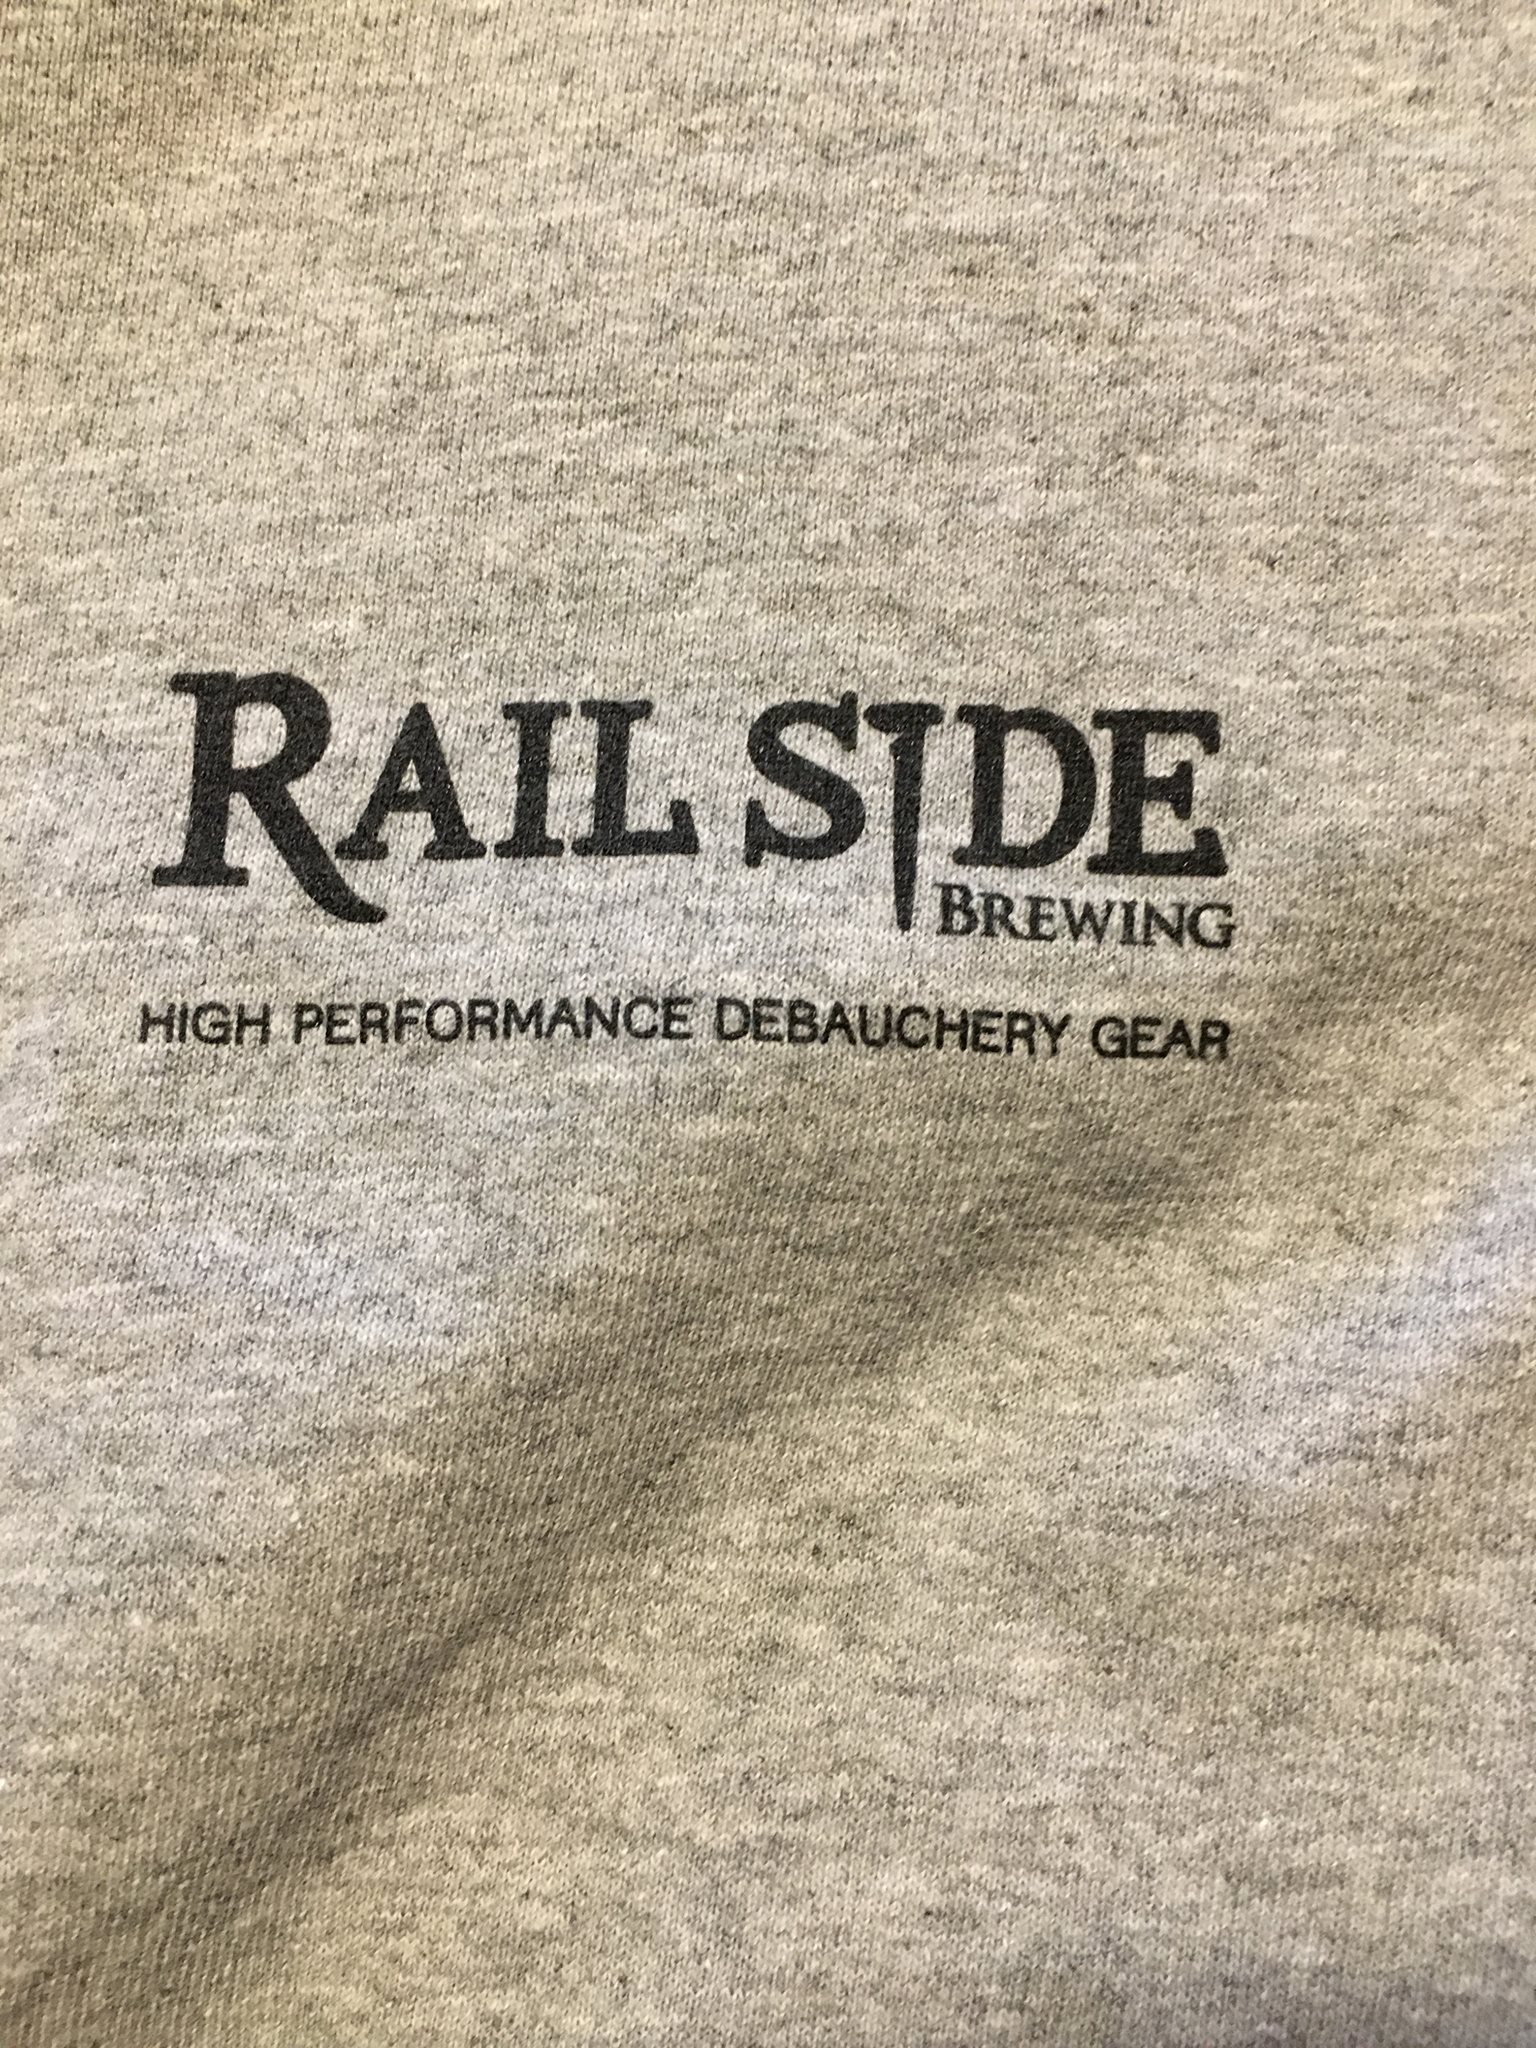 RAIL SIDE
BREWING
HIGH PERFORMANCE DEBAUCHERY GEAR